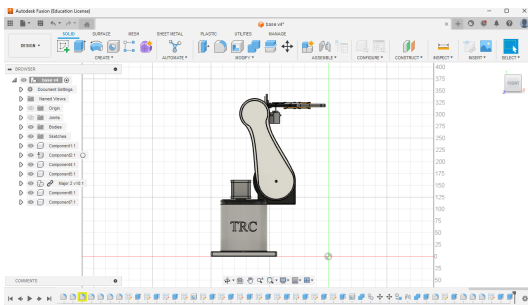 Autodesk Fusion (Education License)
base v4*
SOLID
SURFACE
MESH
SHEET METAL
PLASTIC
UTILITIES
MANAGE
DESIGN
CREATE
AUTOMATE
MODIFY
ASSEMBLE
CONFIGURE
CONSTRUCT
INSPECT
INSERT
SELECT
BROWSER
base v4
Document Settings
Named Views
Origin
Joints
Bodies
Sketches
Component1:1
Component2:1
Component4:1
Component5:1
Component6:1
Component7:1
FRONT
400
375
350
325
300
275
250
225
200
175
150
125
100
75
50
25
0
50
TRC
COMMENTS